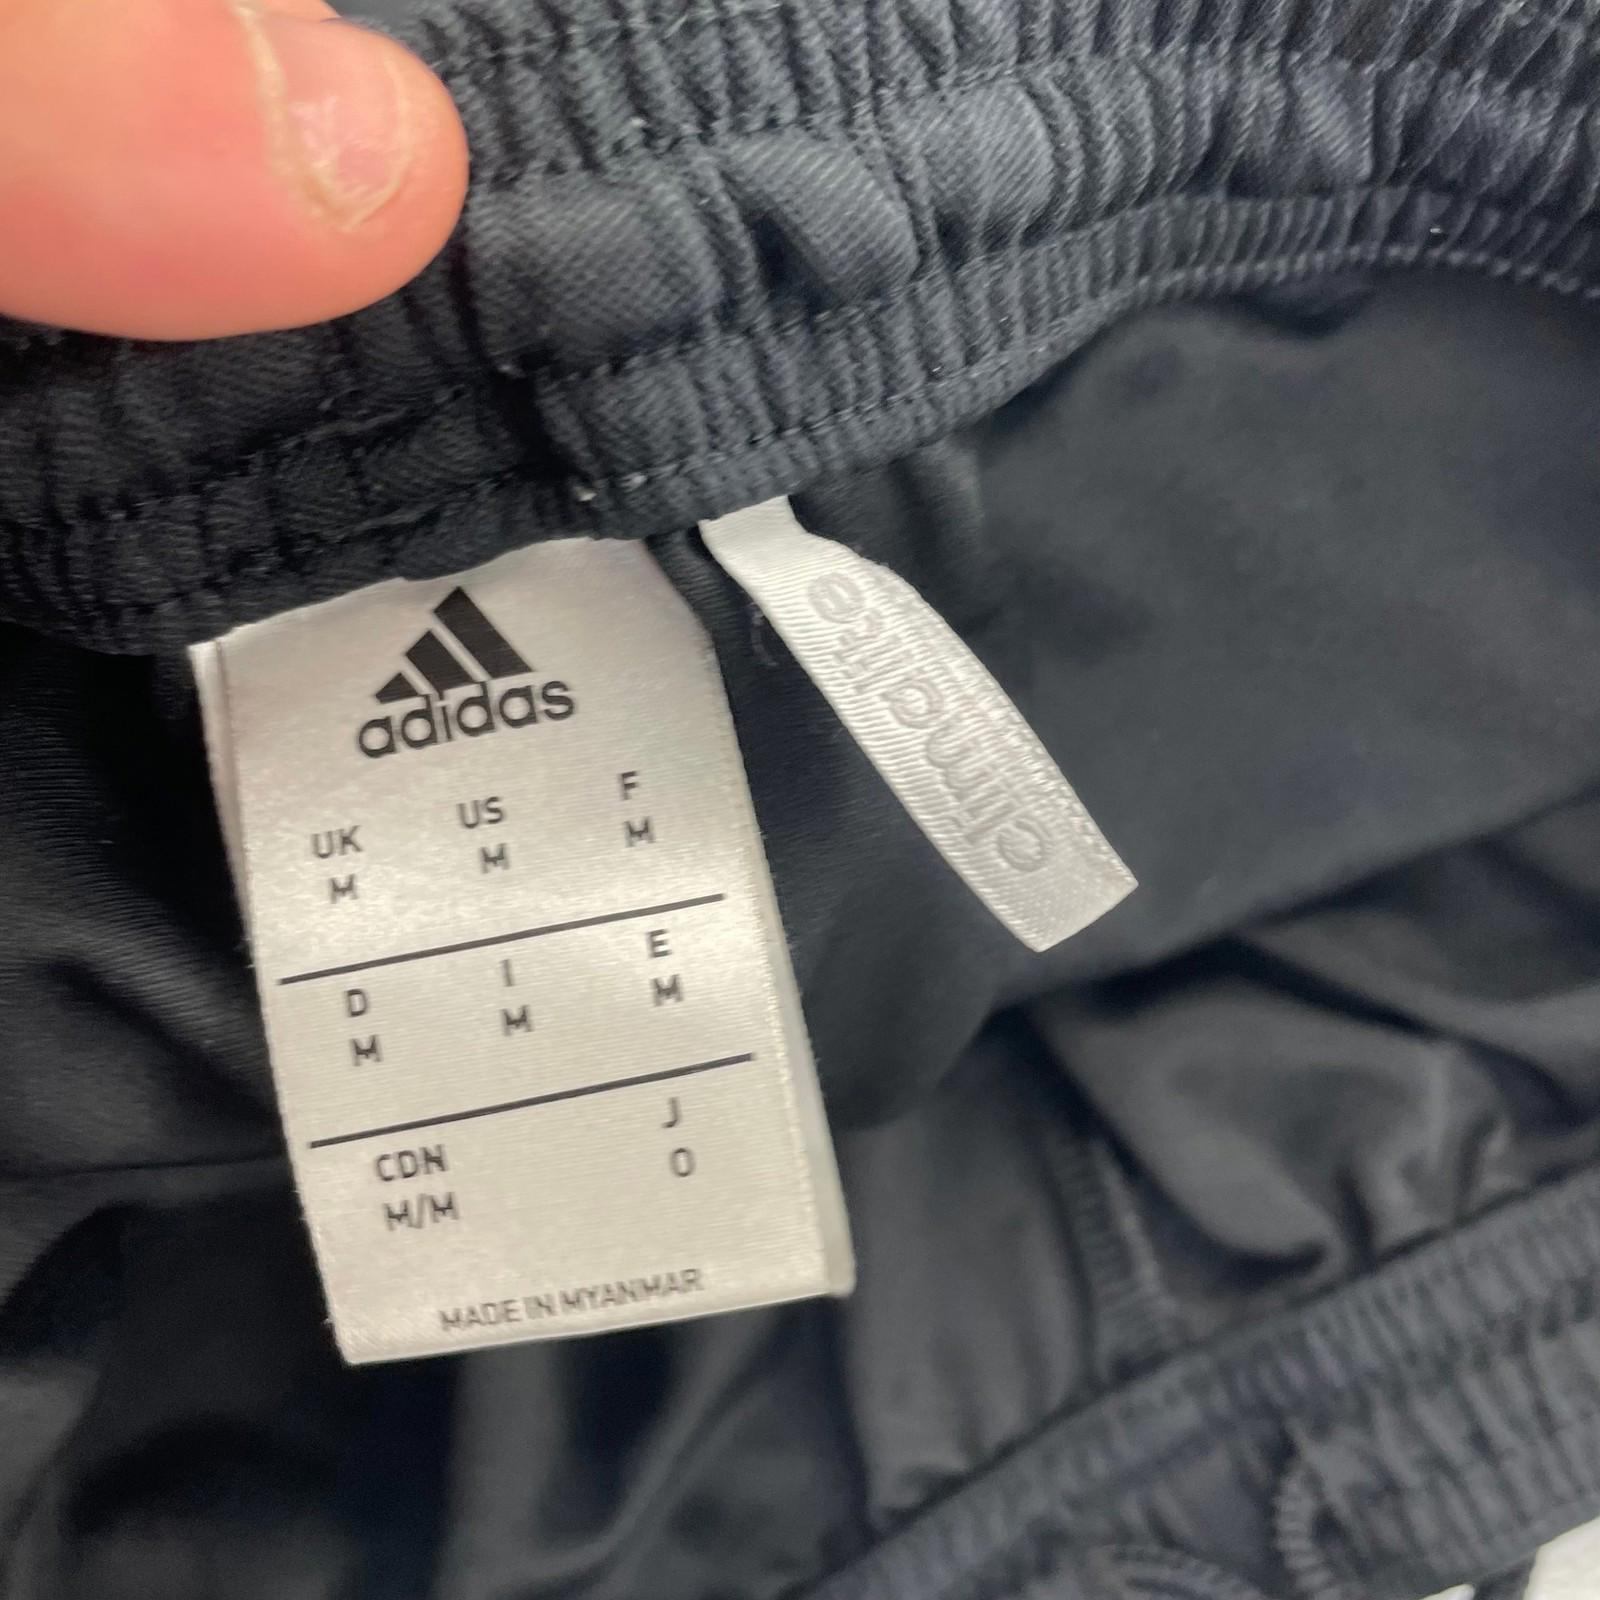 adidas
UK US F
M M M
D I E
M M M
CDN J
M/M O
MADE IN MYANMAR
climalite